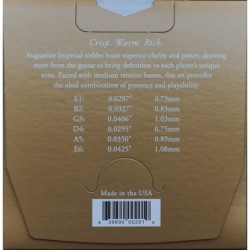 Crisp. Warm. Rich.
Augustine Imperial trebles boast superior clarity and power, drawing
more from the guitar to bring definition to each player's unique
tone. Paired with medium tension basses, this set provides
the ideal combination of presence and playability.
E1: 0.0287" 0.73mm
B2: 0.0327" 0.83mm
G3: 0.0406" 1.03mm
D4: 0.0295" 0.75mm
A5: 0.0350" 0.89mm
E6: 0.0425" 1.08mm
Made in the USA